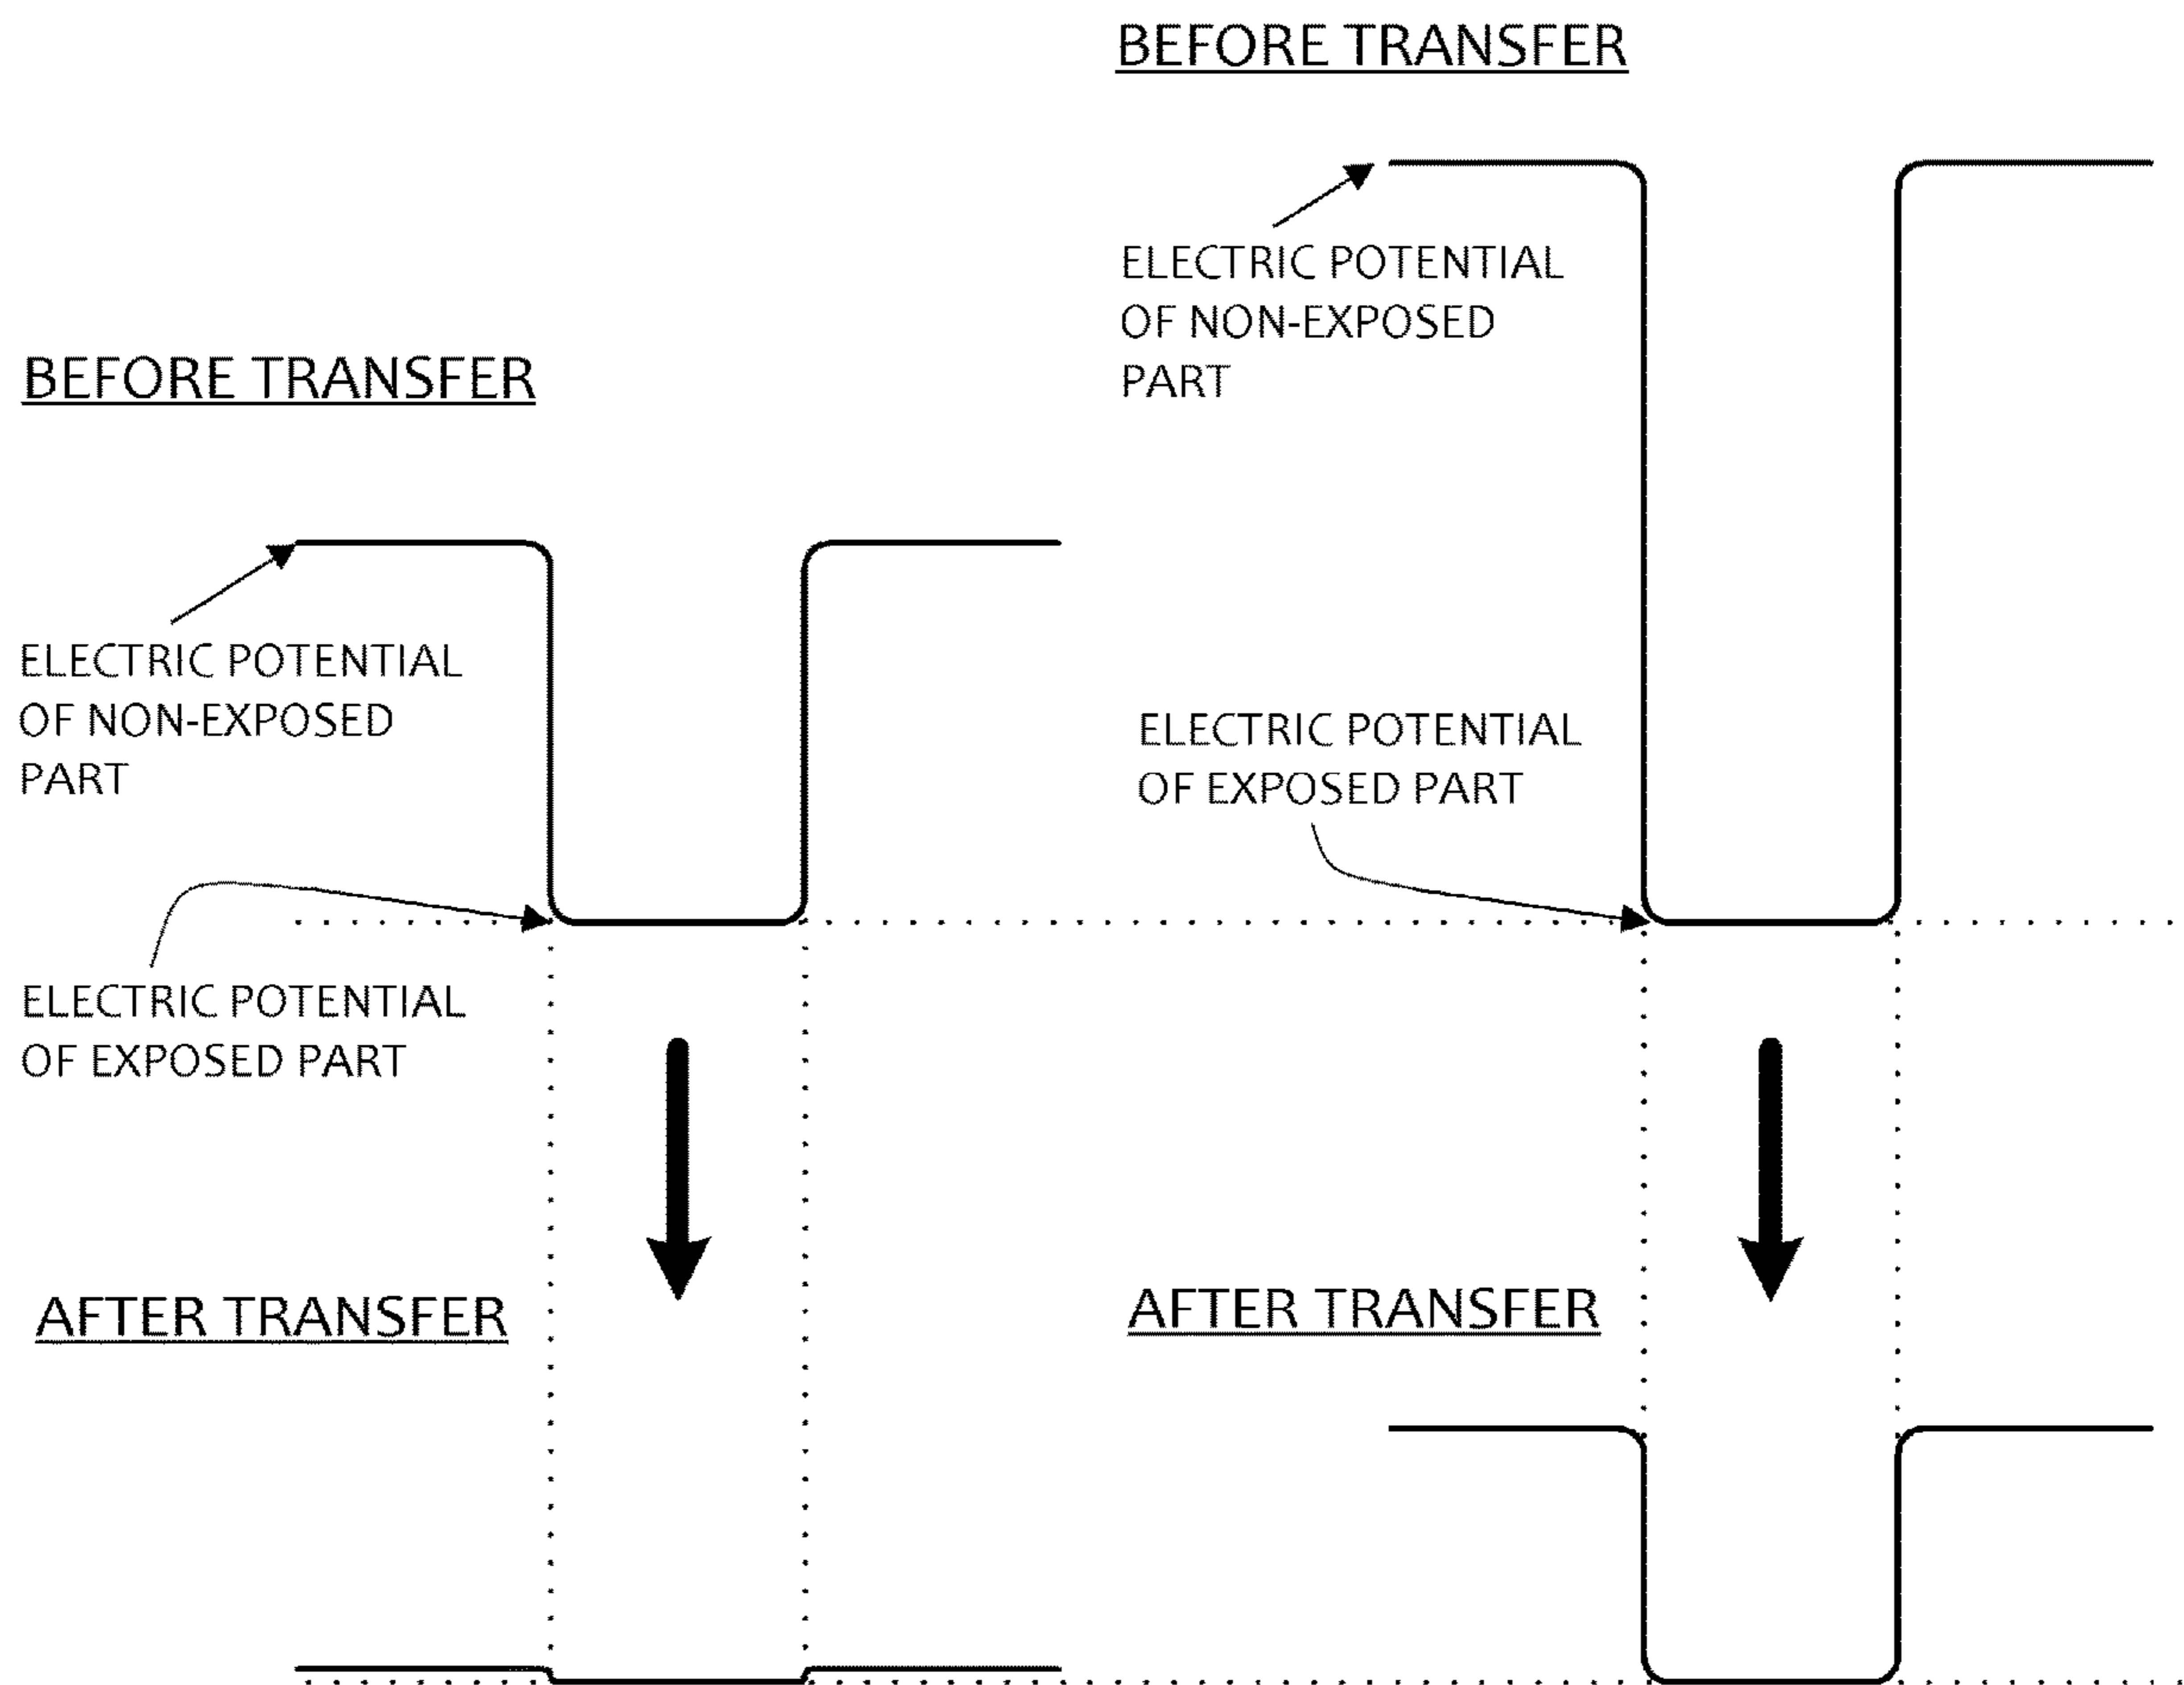 BEFORE TRANSFER
ELECTRIC POTENTIAL
OF NON-EXPOSED
PART
ELECTRIC POTENTIAL
OF EXPOSED PART
AFTER TRANSFER
BEFORE TRANSFER
ELECTRIC POTENTIAL
OF NON-EXPOSED
PART
ELECTRIC POTENTIAL
OF EXPOSED PART
AFTER TRANSFER